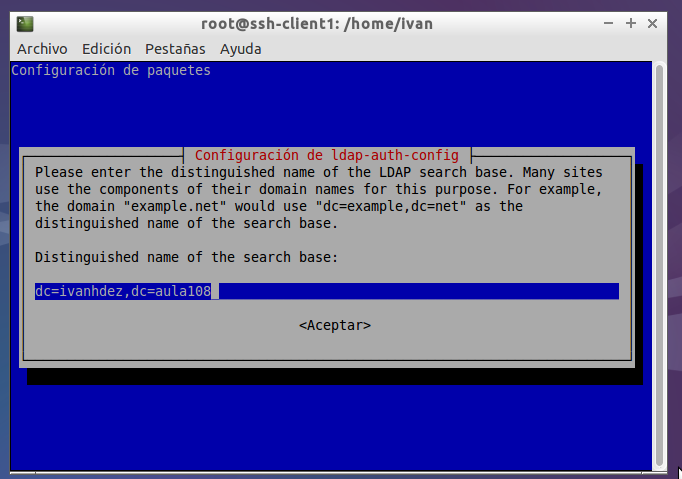 root@ssh-client1: /home/ivan
Archivo Edición Pestañas Ayuda
Configuración de paquetes
Configuración de ldap-auth-config
Please enter the distinguished name of the LDAP search base. Many sites
use the components of their domain names for this purpose. For example,
the domain "example.net" would use "dc=example,dc=net" as the
distinguished name of the search base.
Distinguished name of the search base:
dc=ivanhdez,dc=aula108
<Aceptar>